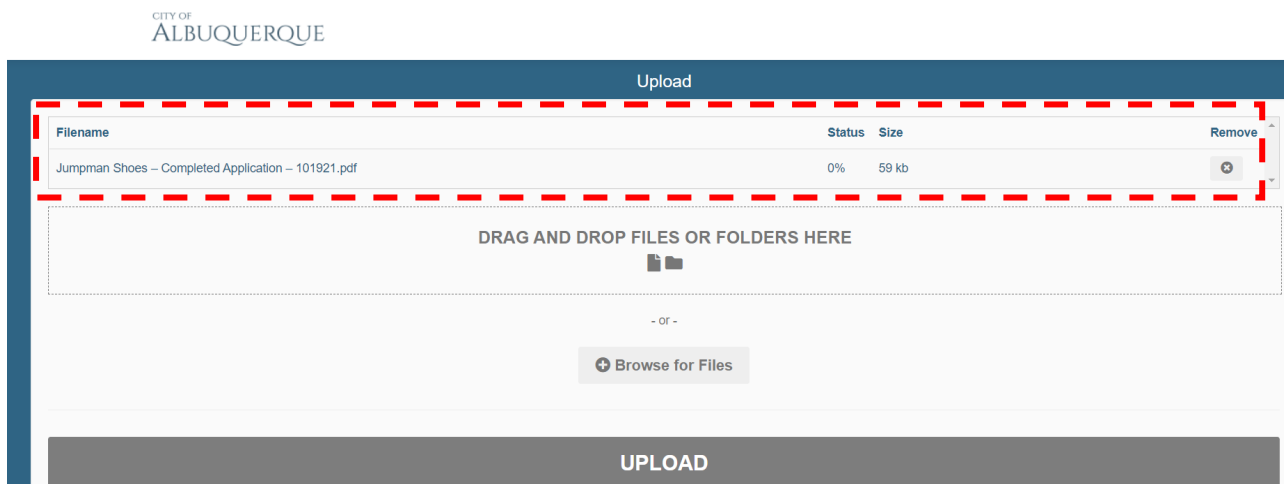 CITY OF
ALBUQUERQUE
Upload
Filename Status Size Remove
Jumpman Shoes – Completed Application – 101921.pdf 0% 59 kb
DRAG AND DROP FILES OR FOLDERS HERE
- or -
Browse for Files
UPLOAD